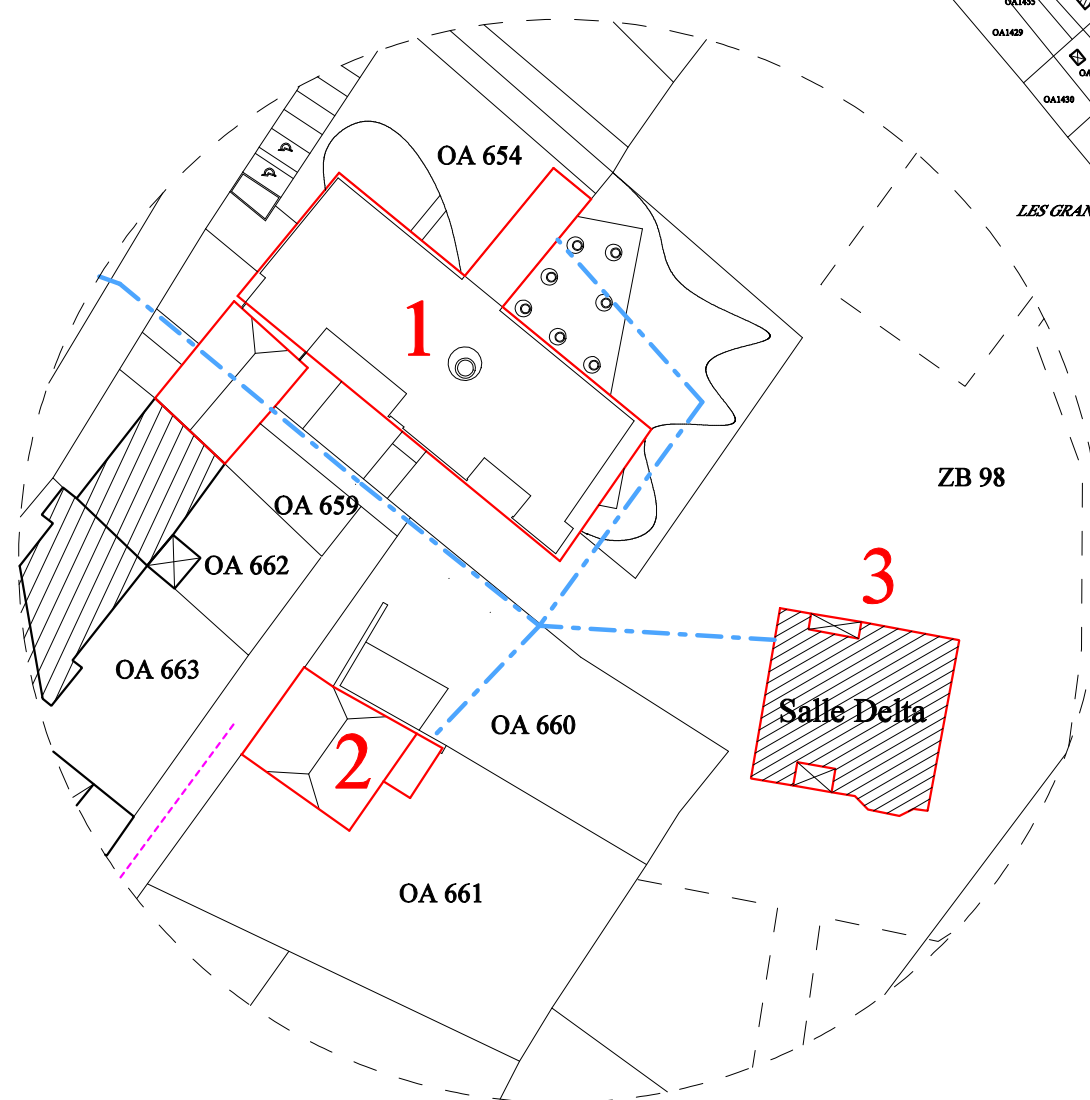 OA1429
OA1430
OA 654
LES GRAN
1
ZB 98
OA 659
3
OA 662
OA 663
Salle Delta
OA 660
2
OA 661